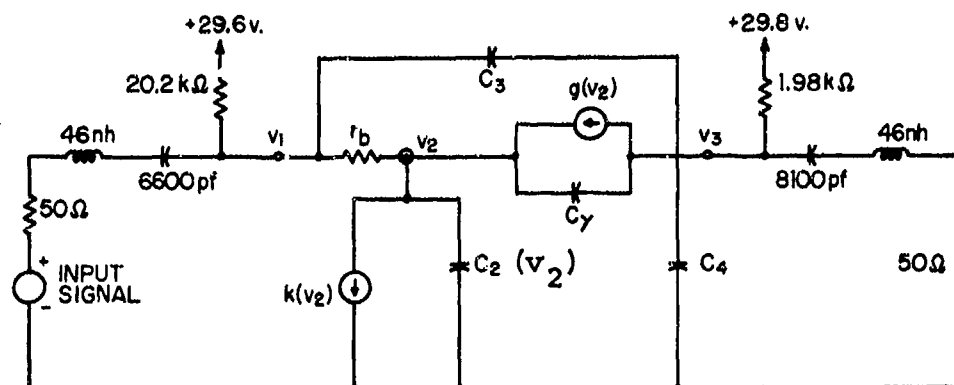 +29.6 v.
+29.8 v.
20.2 kΩ
C3
g(v2)
1.98 kΩ
46nh
v1
rb
v2
v3
46nh
6600pf
Cγ
8100pf
50Ω
INPUT
SIGNAL
+
-
k(v2)
C2 (v2)
C4
50Ω